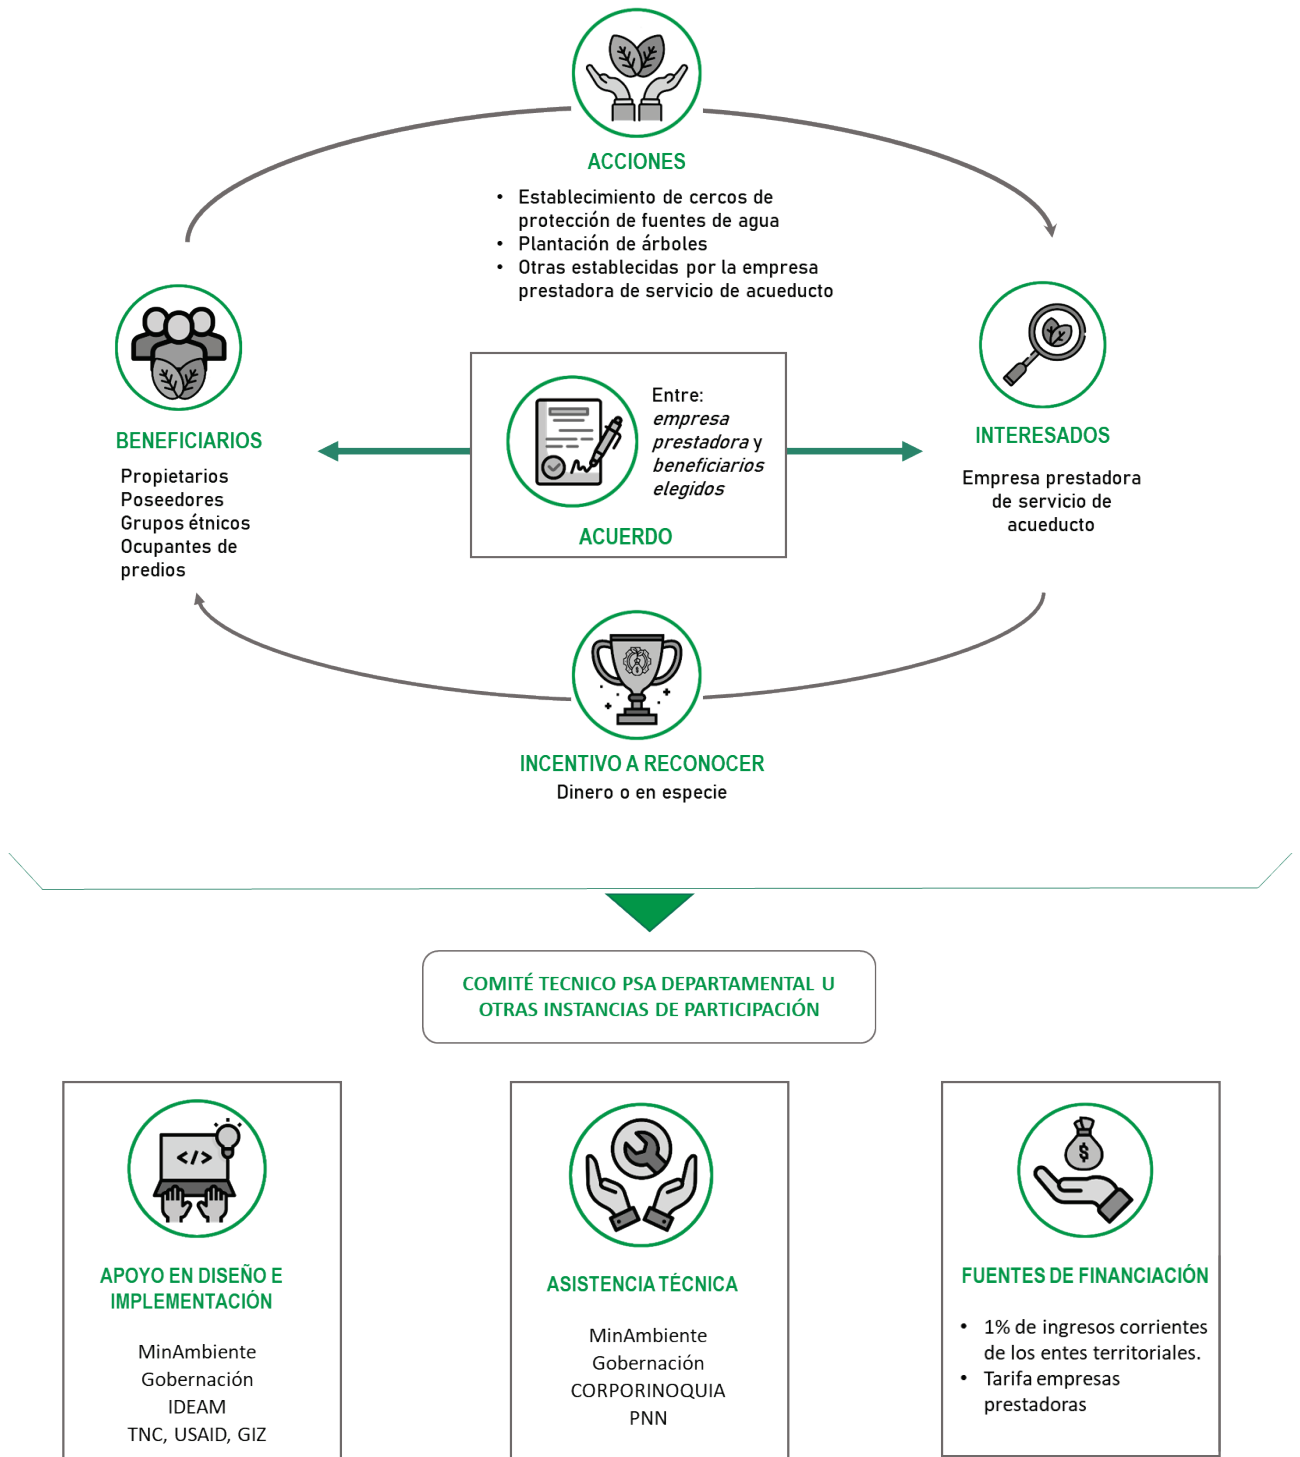 ACCIONES
• Establecimiento de cercos de
protección de fuentes de agua
• Plantación de árboles
• Otras establecidas por la empresa
prestadora de servicio de acueducto
BENEFICIARIOS
Propietarios
Poseedores
Grupos étnicos
Ocupantes de
predios
Entre:
empresa
prestadora y
beneficiarios
elegidos
ACUERDO
INTERESADOS
Empresa prestadora
de servicio de
acueducto
INCENTIVO A RECONOCER
Dinero o en especie
COMITÉ TECNICO PSA DEPARTAMENTAL U
OTRAS INSTANCIAS DE PARTICIPACIÓN
</>
APOYO EN DISEÑO E
IMPLEMENTACIÓN
MinAmbiente
Gobernación
IDEAM
TNC, USAID, GIZ
ASISTENCIA TÉCNICA
MinAmbiente
Gobernación
CORPORINOQUIA
PNN
$
FUENTES DE FINANCIACIÓN
• 1% de ingresos corrientes
de los entes territoriales.
• Tarifa empresas
prestadoras